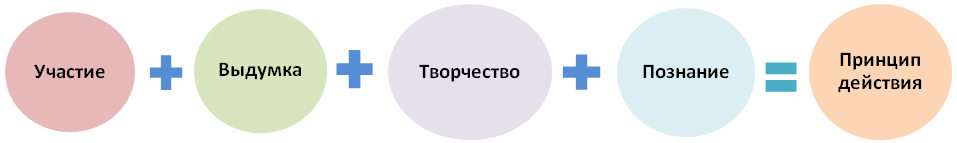 Участие + Выдумка + Творчество + Познание = Принцип
действия